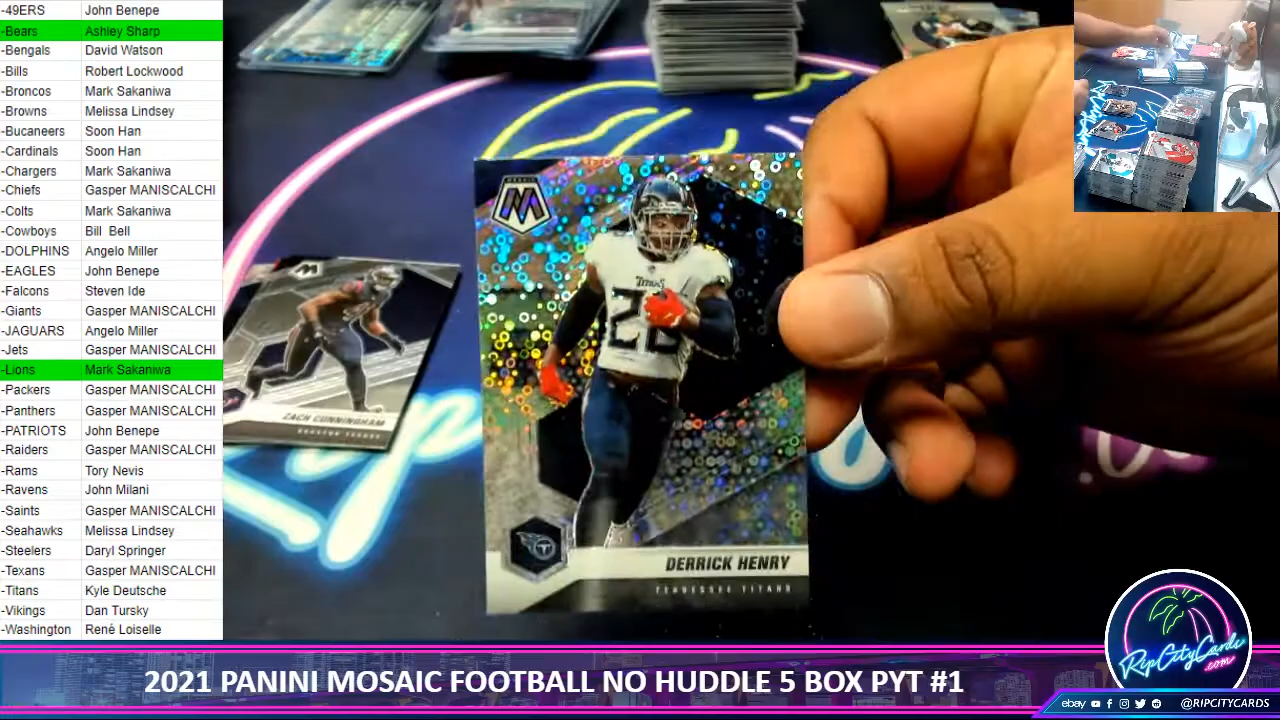 -49ERS John Benepe
-Bears Ashley Sharp
-Bengals David Watson
-Bills Robert Lockwood
-Broncos Mark Sakaniwa
-Browns Melissa Lindsey
-Bucaneers Soon Han
-Cardinals Soon Han
-Chargers Mark Sakaniwa
-Chiefs Gasper MANISCALCHI
-Colts Mark Sakaniwa
-Cowboys Bill Bell
-DOLPHINS Angelo Miller
-EAGLES John Benepe
-Falcons Steven Ide
-Giants Gasper MANISCALCHI
-JAGUARS Angelo Miller
-Jets Gasper MANISCALCHI
-Lions Mark Sakaniwa
-Packers Gasper MANISCALCHI
-Panthers Gasper MANISCALCHI
-PATRIOTS John Benepe
-Raiders Gasper MANISCALCHI
-Rams Tory Nevis
-Ravens John Milani
-Saints Gasper MANISCALCHI
-Seahawks Melissa Lindsey
-Steelers Daryl Springer
-Texans Gasper MANISCALCHI
-Titans Kyle Deutsche
-Vikings Dan Tursky
-Washington René Loiselle
ZACH CUNNINGHAM
HOUSTON TEXANS
MOSAIC
M
TITANS
22
DERRICK HENRY
TENNESSEE TITANS
RipCityCards
.com
2021 PANINI MOSAIC FOOTBALL NO HUDDLE 5 BOX PYT #1
ebay @RIPCITYCARDS